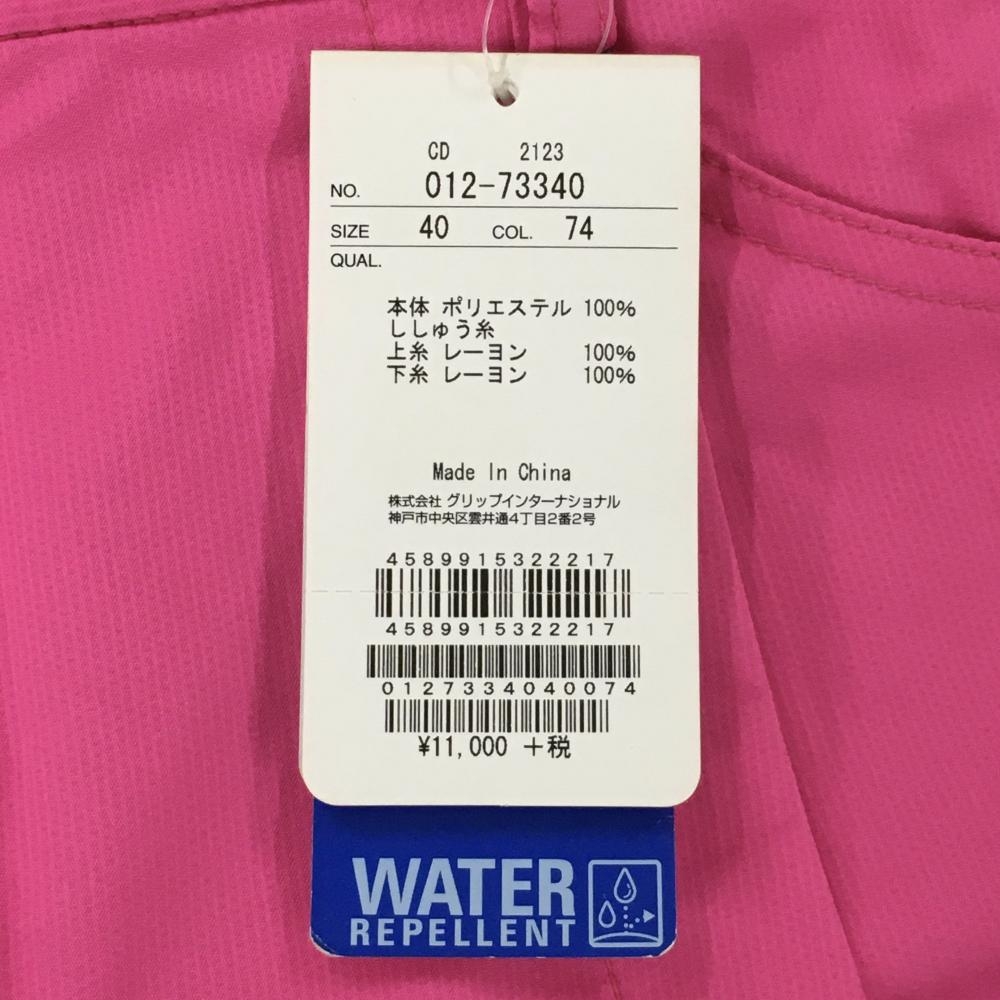 CD 2123
NO. 012-73340
SIZE 40 COL. 74
QUAL.
本体 ポリエステル 100%
ししゅう糸
上糸 レーヨン 100%
下糸 レーヨン 100%
Made In China
株式会社 グリップインターナショナル
神戸市中央区雲井通4丁目2番2号
4589915322217
4589915322217
0127334040074
¥11,000 +税
WATER
REPELLENT